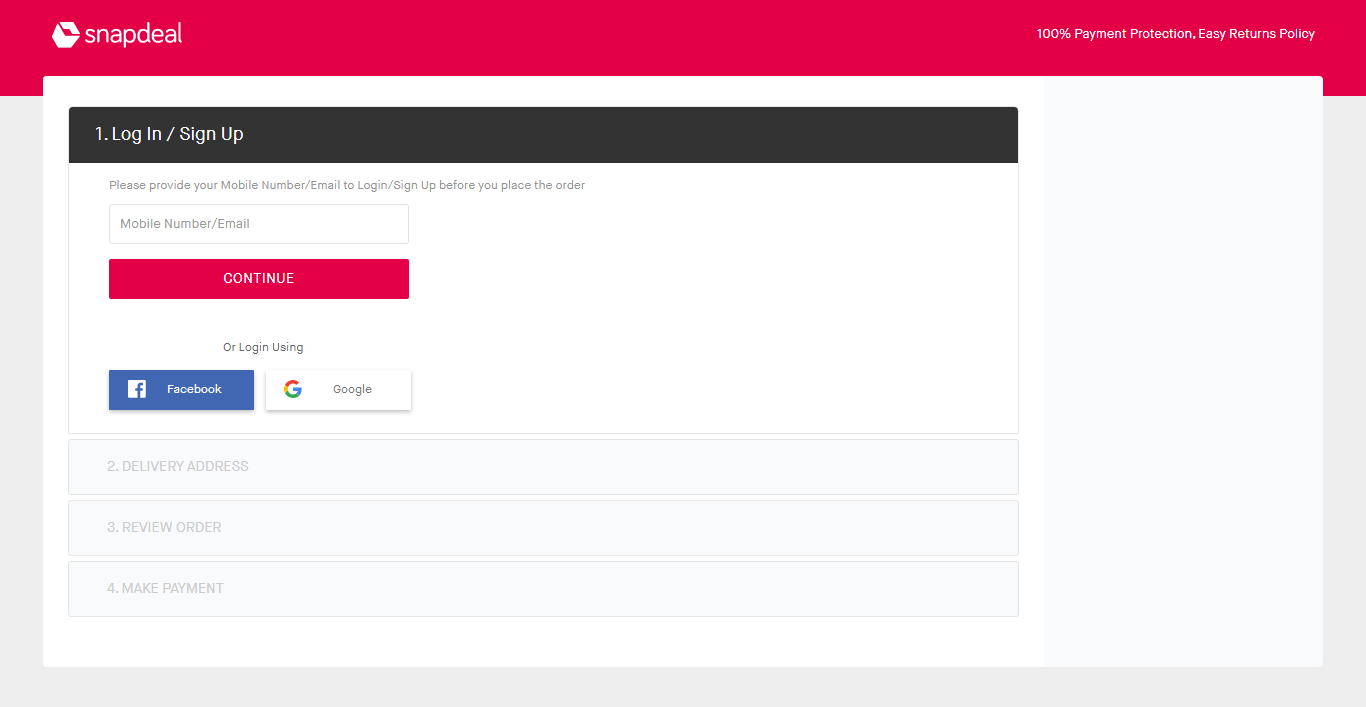 snapdeal
100% Payment Protection, Easy Returns Policy
1. Log In / Sign Up
Please provide your Mobile Number/Email to Login/Sign Up before you place the order
Mobile Number/Email
CONTINUE
Or Login Using
Facebook
Google
2. DELIVERY ADDRESS
3. REVIEW ORDER
4. MAKE PAYMENT